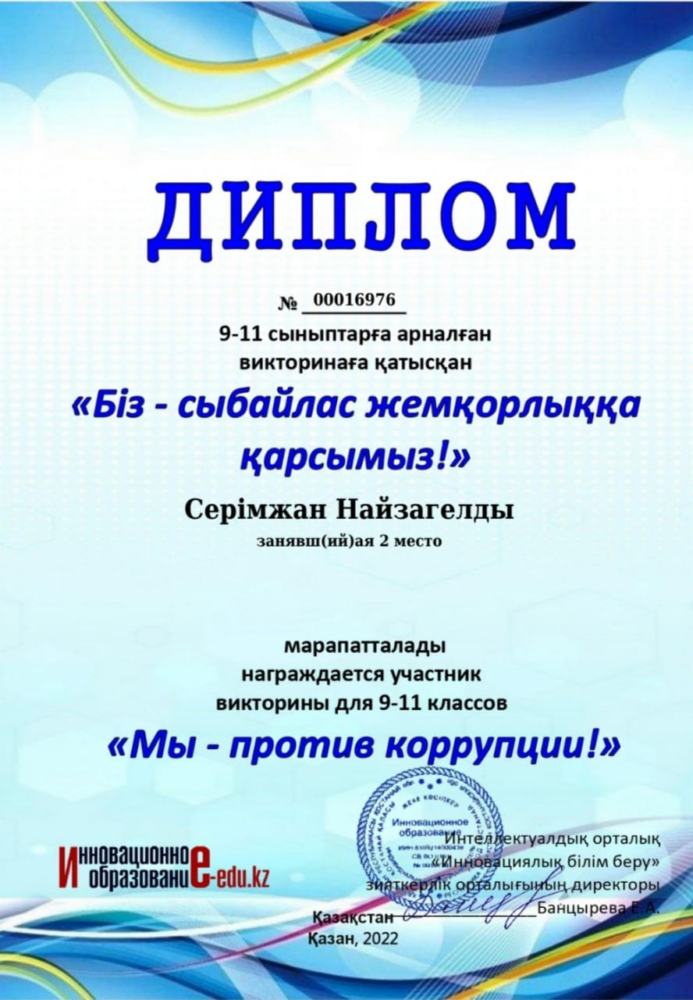 ДИПЛОМ
№ 00016976
9-11 сыныптарға арналған
викторинаға қатысқан
«Біз - сыбайлас жемқорлыққа
қарсымыз!»
Серімжан Найзагелды
занявш(ий)ая 2 место
марапатталады
награждается участник
викторины для 9-11 классов
«Мы - против коррупции!»
ЖЕКЕ КӘСІПКЕР
Инновационное
образование
Инновационное
образование-edu.kz
Интеллектуалдық орталық
«Инновациялық білім беру»
зияткерлік орталығының директоры
Банцырева Е.А.
Қазақстан
Қазан, 2022